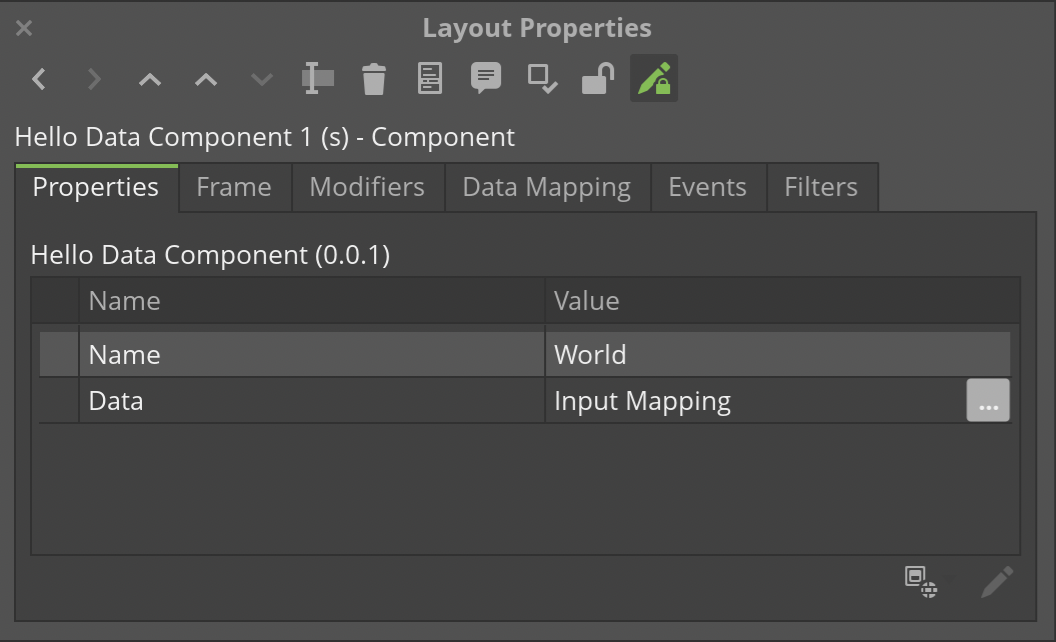 Layout Properties
Hello Data Component 1 (s) - Component
Properties Frame Modifiers Data Mapping Events Filters
Hello Data Component (0.0.1)
Name Value
Name World
Data Input Mapping ...